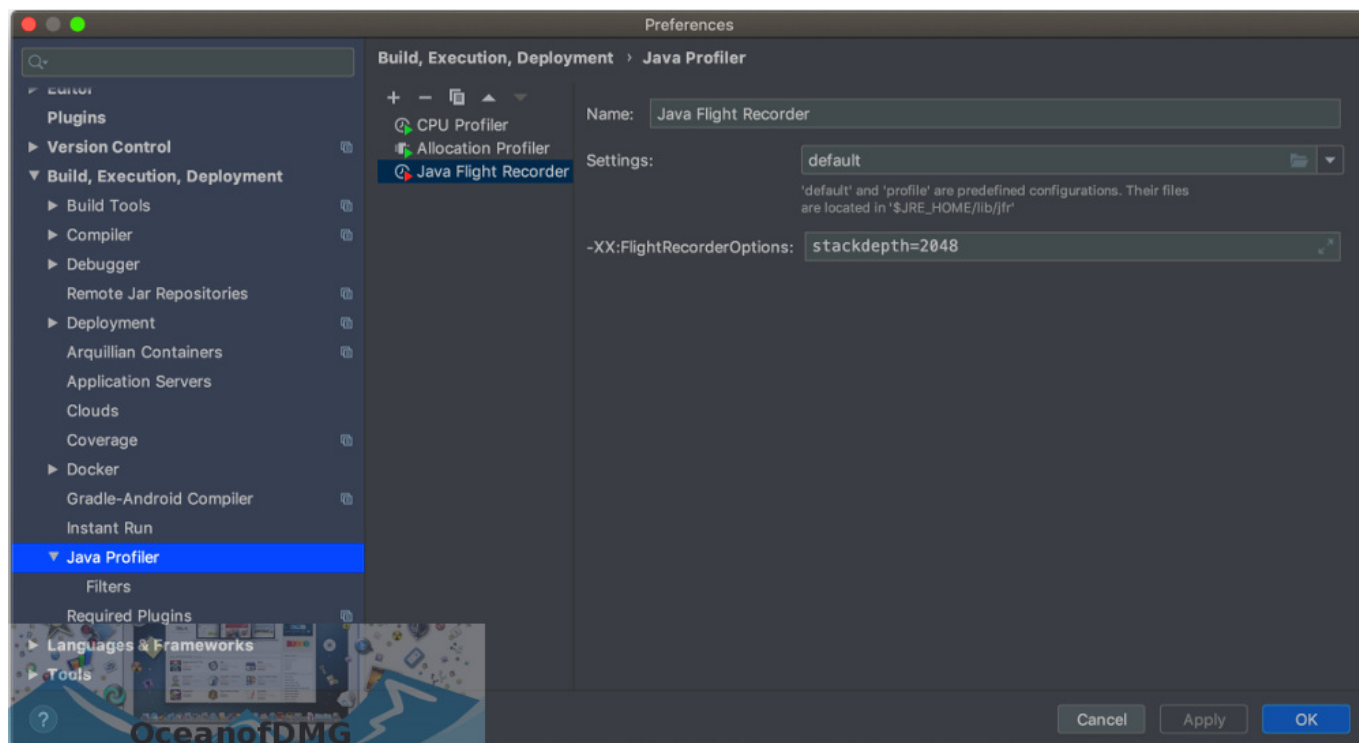 Preferences
Build, Execution, Deployment › Java Profiler
Editor
Plugins
Version Control
Build, Execution, Deployment
Build Tools
Compiler
Debugger
Remote Jar Repositories
Deployment
Arquillian Containers
Application Servers
Clouds
Coverage
Docker
Gradle-Android Compiler
Instant Run
Java Profiler
Filters
Required Plugins
Languages & Frameworks
Tools
?
CPU Profiler
Allocation Profiler
Java Flight Recorder
Name: Java Flight Recorder
Settings: default
'default' and 'profile' are predefined configurations. Their files
are located in '$JRE_HOME/lib/jfr'
-XX:FlightRecorderOptions: stackdepth=2048
Cancel Apply OK
OceanofDMG